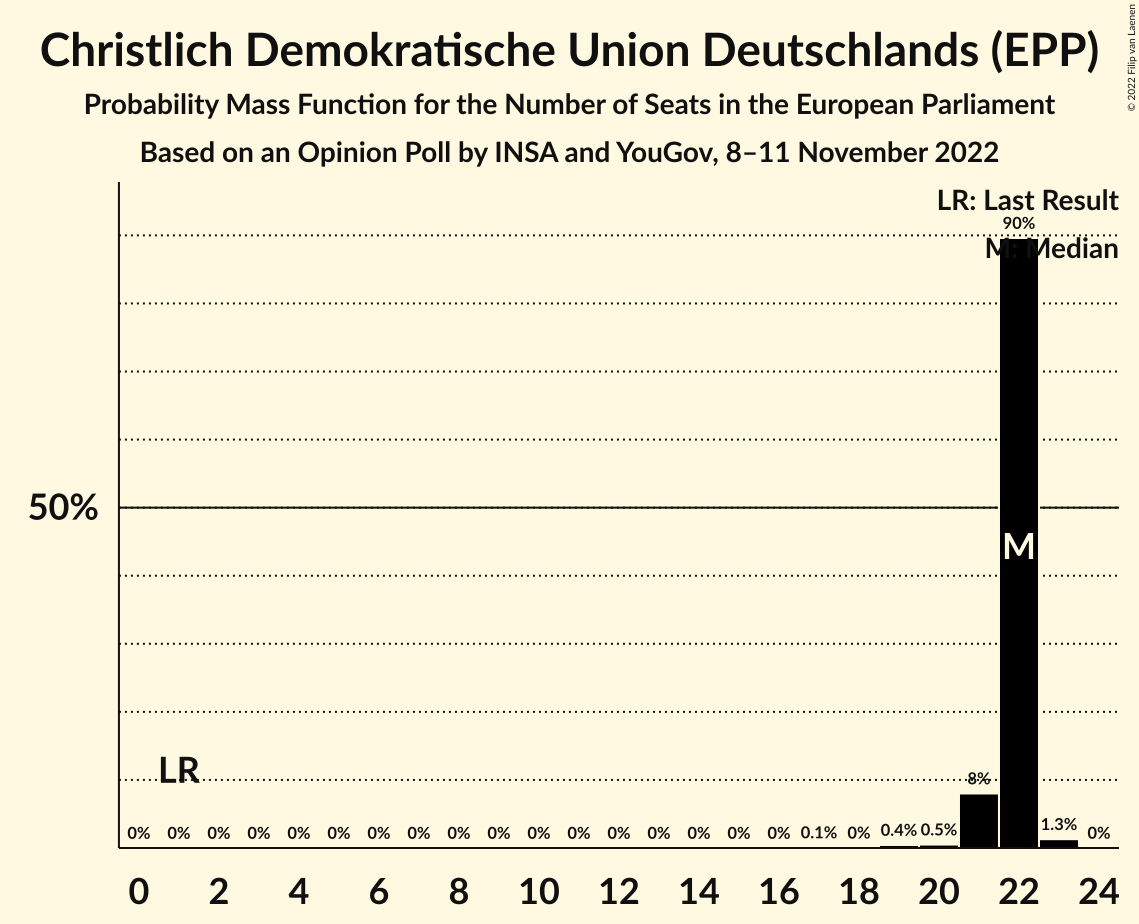 Christlich Demokratische Union Deutschlands (EPP)
Probability Mass Function for the Number of Seats in the European Parliament
Based on an Opinion Poll by INSA and YouGov, 8–11 November 2022
© 2022 Filip van Laenen
LR: Last Result
90%
M: Median
50%
M
LR
8%
0% 0% 0% 0% 0% 0% 0% 0% 0% 0% 0% 0% 0% 0% 0% 0% 0% 0.1% 0% 0.4% 0.5% 1.3% 0%
0 2 4 6 8 10 12 14 16 18 20 22 24